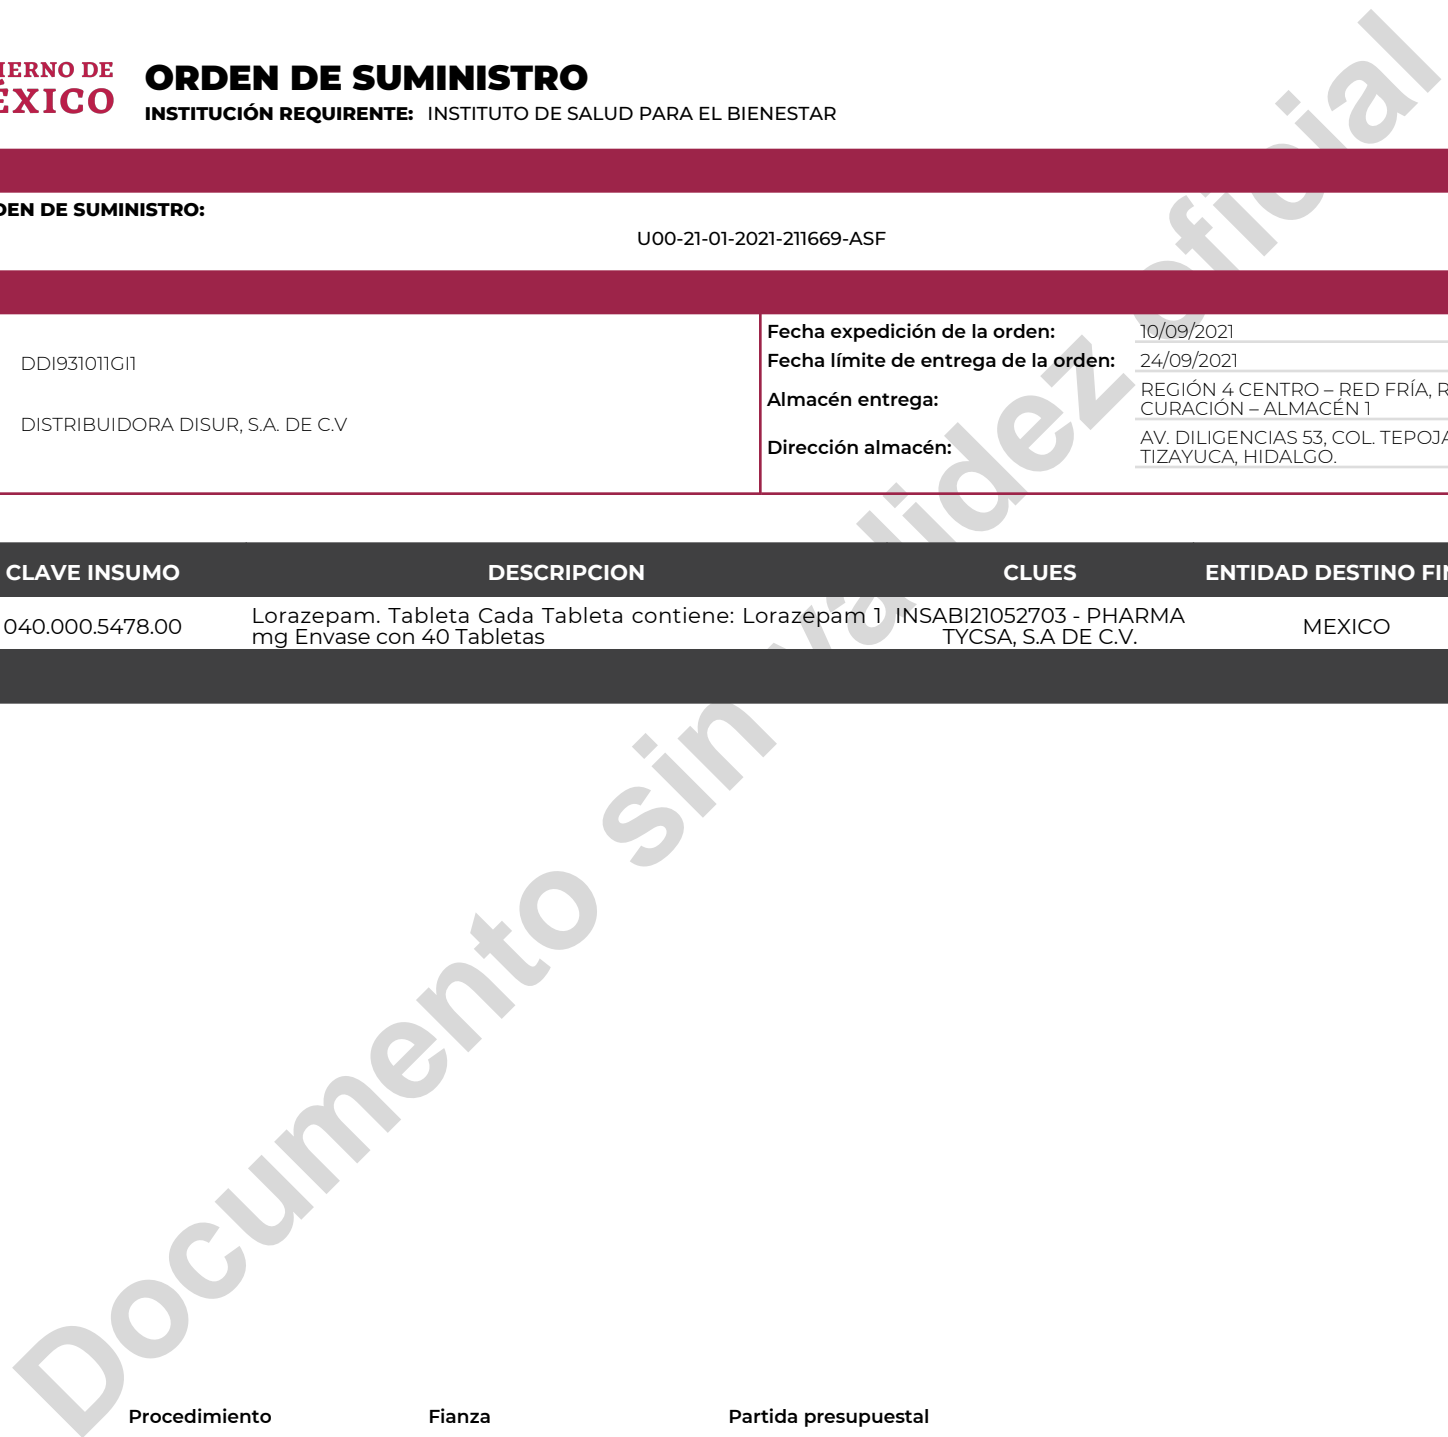 IERNO DE
ÉXICO
ORDEN DE SUMINISTRO
INSTITUCIÓN REQUIRENTE: INSTITUTO DE SALUD PARA EL BIENESTAR
DEN DE SUMINISTRO:
U00-21-01-2021-211669-ASF
DDI931011GI1
DISTRIBUIDORA DISUR, S.A. DE C.V
Fecha expedición de la orden: 10/09/2021
Fecha límite de entrega de la orden: 24/09/2021
Almacén entrega: REGIÓN 4 CENTRO – RED FRÍA, R
CURACIÓN – ALMACÉN 1
Dirección almacén: AV. DILIGENCIAS 53, COL. TEPOJA
TIZAYUCA, HIDALGO.
CLAVE INSUMO DESCRIPCION CLUES ENTIDAD DESTINO FIN
040.000.5478.00 Lorazepam. Tableta Cada Tableta contiene: Lorazepam 1 INSABI21052703 - PHARMA MEXICO
mg Envase con 40 Tabletas TYCSA, S.A DE C.V.
Documento sin validez oficial
Procedimiento Fianza Partida presupuestal